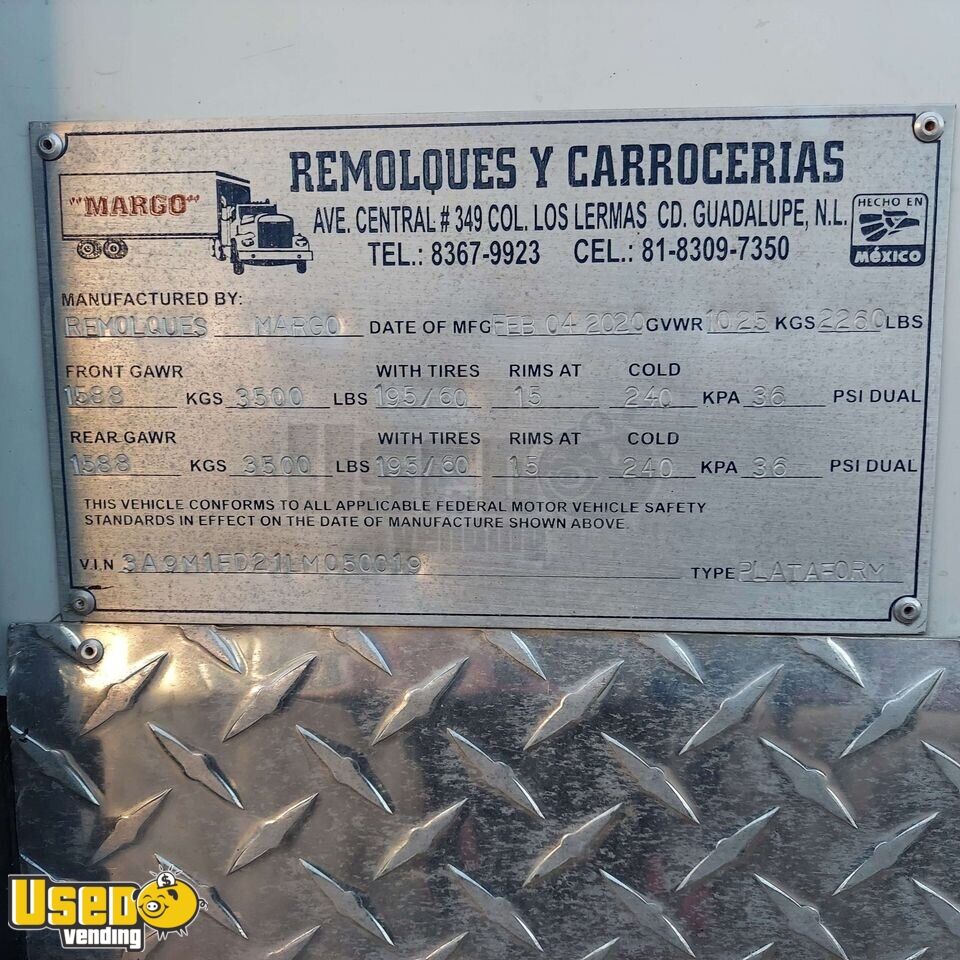 "MARGO"
REMOLQUES Y CARROCERIAS
AVE. CENTRAL # 349 COL. LOS LERMAS CD. GUADALUPE, N.L.
TEL.: 8367-9923 CEL.: 81-8309-7350
HECHO EN
MÉXICO
MANUFACTURED BY:
REMOLQUES MARGO DATE OF MFG FEB 04 2020 GVWR 1025 KGS 2260 LBS
FRONT GAWR WITH TIRES RIMS AT COLD
1588 KGS 3500 LBS 195/60 15 240 KPA 36 PSI DUAL
REAR GAWR WITH TIRES RIMS AT COLD
1588 KGS 3500 LBS 195/60 15 240 KPA 36 PSI DUAL
THIS VEHICLE CONFORMS TO ALL APPLICABLE FEDERAL MOTOR VEHICLE SAFETY
STANDARDS IN EFFECT ON THE DATE OF MANUFACTURE SHOWN ABOVE.
V.I.N 3A9M1FD21LM050019 TYPE PLATAFORM
Used
vending
USED
vending